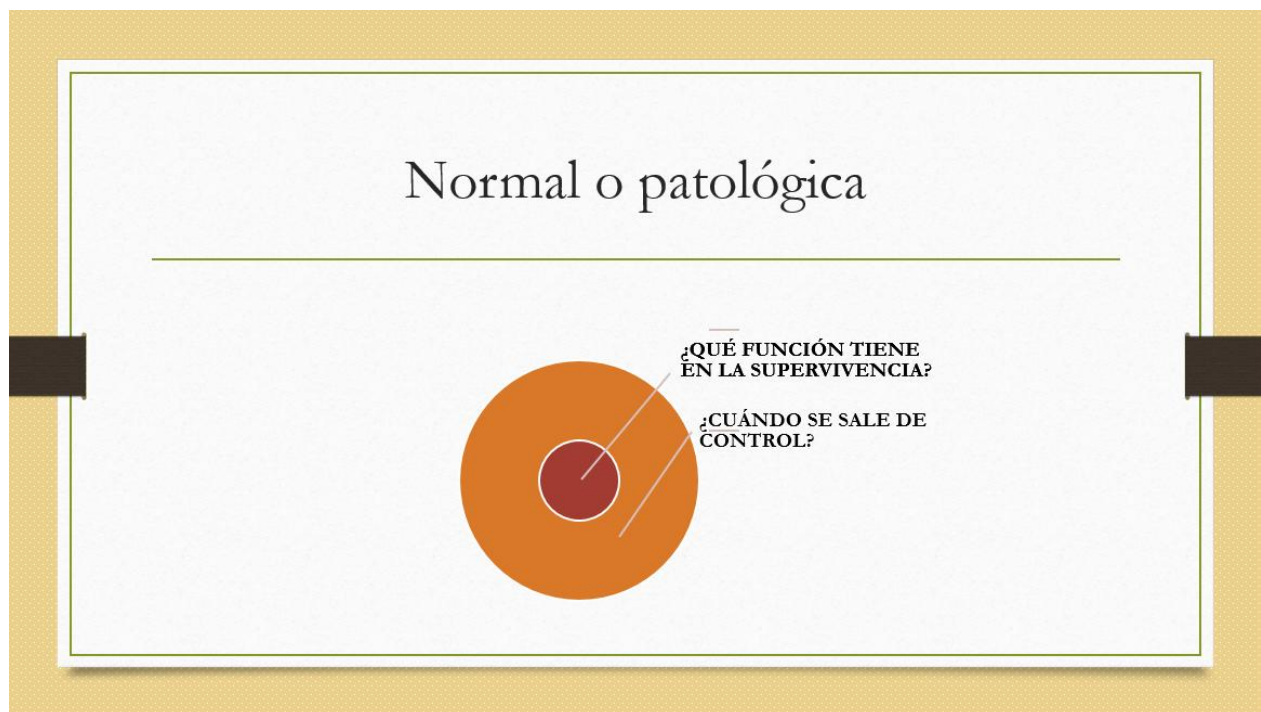 Normal o patológica
¿QUÉ FUNCIÓN TIENE
EN LA SUPERVIVENCIA?
¿CUÁNDO SE SALE DE
CONTROL?